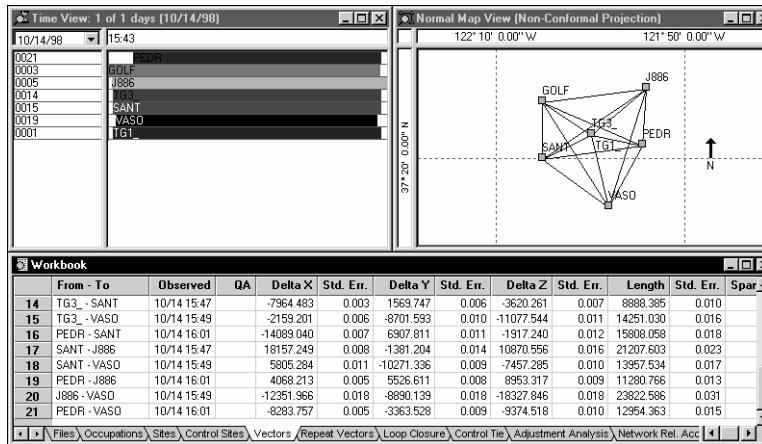 Time View: 1 of 1 days (10/14/98)
10/14/98 15:43
0021 PEDR
0003 GOLF
0005 J886
0014 TG3_
0015 SANT
0019 VASO
0001 TG1_
Normal Map View (Non-Conformal Projection)
122° 10' 0.00" W 121° 50' 0.00" W
37° 20' 0.00" N
J886
GOLF
TG3_
PEDR
SANT
TG1_
VASO
N
Workbook
From - To Observed QA Delta X Std. Err. Delta Y Std. Err. Delta Z Std. Err. Length Std. Err. Spar
14 TG3_ - SANT 10/14 15:47 -7964.483 0.003 1569.747 0.006 -3620.261 0.007 8888.385 0.010
15 TG3_ - VASO 10/14 15:49 -2159.201 0.006 -8701.593 0.010 -11077.544 0.011 14251.030 0.016
16 PEDR - SANT 10/14 16:01 -14089.040 0.007 6907.811 0.011 -1917.240 0.012 15808.058 0.018
17 SANT - J886 10/14 15:47 18157.249 0.008 -1381.204 0.014 10870.556 0.016 21207.603 0.023
18 SANT - VASO 10/14 15:49 5805.284 0.011 -10271.336 0.009 -7457.285 0.010 13957.534 0.017
19 PEDR - J886 10/14 16:01 4068.213 0.005 5526.611 0.008 8953.317 0.009 11280.766 0.013
20 J886 - VASO 10/14 15:49 -12351.966 0.018 -8890.139 0.018 -18327.846 0.018 23822.586 0.031
21 PEDR - VASO 10/14 16:01 -8283.757 0.005 -3363.528 0.009 -9374.518 0.010 12954.363 0.015
Files Occupations Sites Control Sites Vectors Repeat Vectors Loop Closure Control Tie Adjustment Analysis Network Rel. Acc